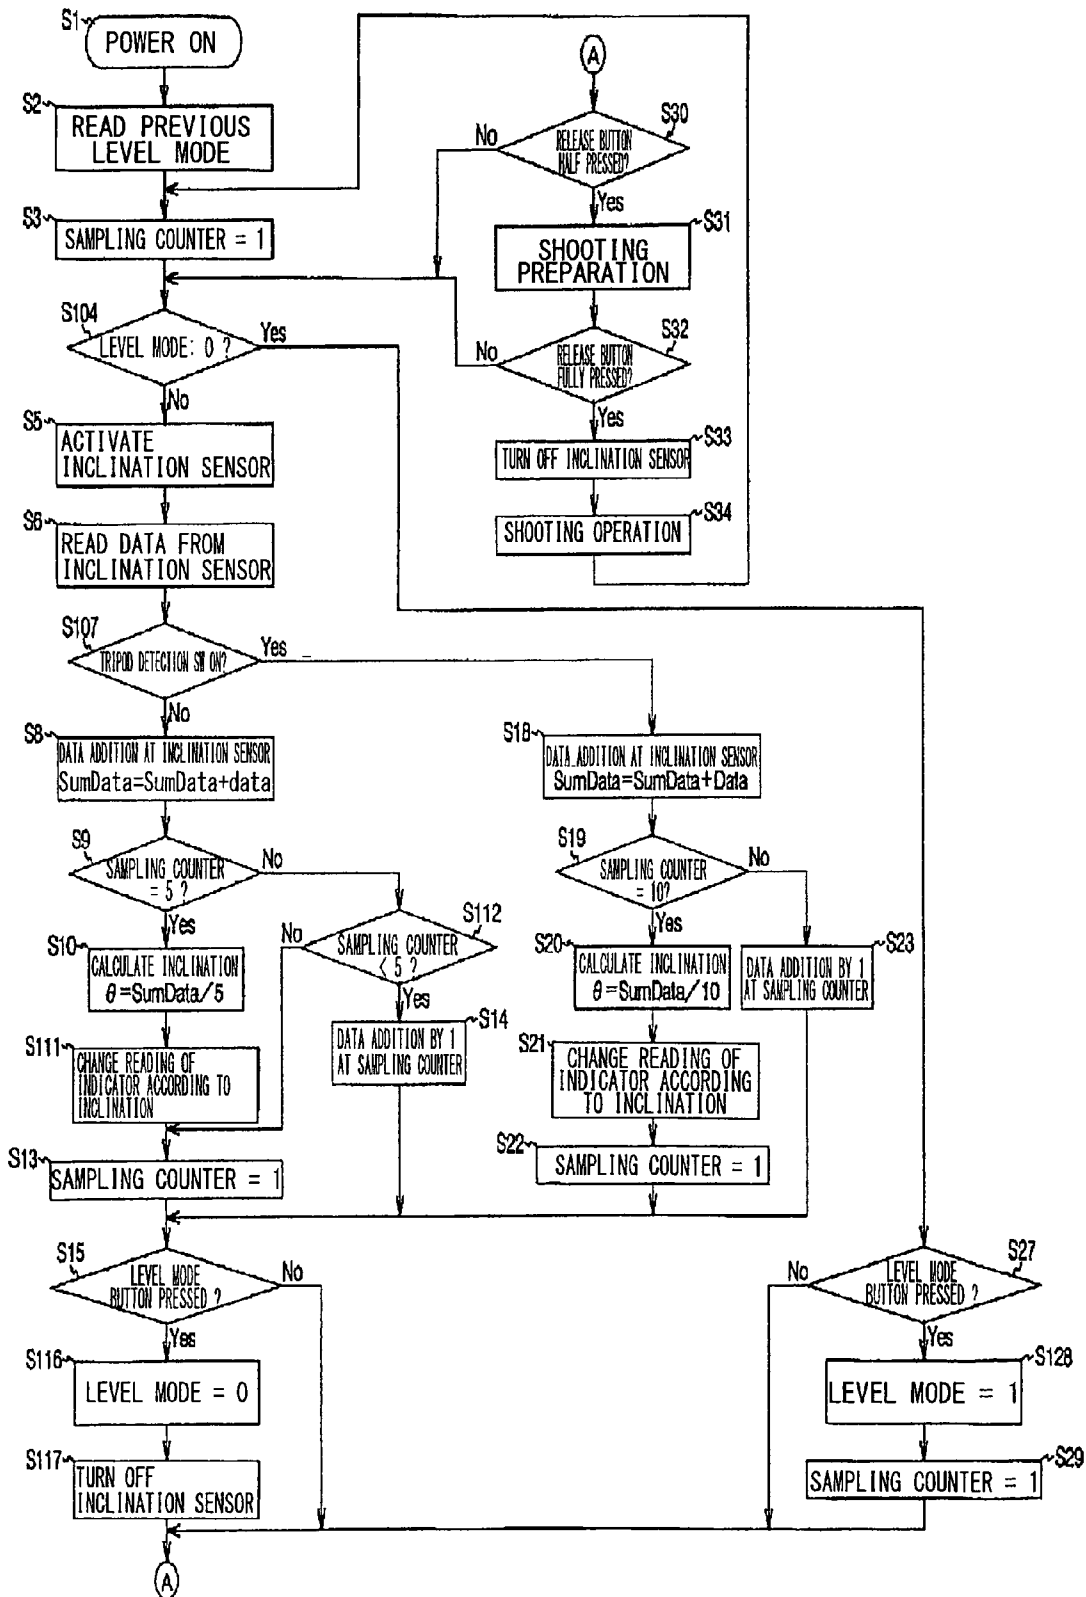 S1
POWER ON
S2
READ PREVIOUS
LEVEL MODE
S3
SAMPLING COUNTER = 1
S104
LEVEL MODE: 0 ?
Yes
No
S5
ACTIVATE
INCLINATION SENSOR
S6
READ DATA FROM
INCLINATION SENSOR
S107
TRIPOD DETECTION SW ON?
Yes
No
S8
DATA ADDITION AT INCLINATION SENSOR
SumData=SumData+data
S9
SAMPLING COUNTER
= 5 ?
No
Yes
S10
CALCULATE INCLINATION
θ=SumData/5
S111
CHANGE READING OF
INDICATOR ACCORDING TO
INCLINATION
S112
SAMPLING COUNTER
< 5 ?
No
Yes
S14
DATA ADDITION BY 1
AT SAMPLING COUNTER
S13
SAMPLING COUNTER = 1
S15
LEVEL MODE
BUTTON PRESSED ?
No
Yes
S116
LEVEL MODE = 0
S117
TURN OFF
INCLINATION SENSOR
A
A
S30
RELEASE BUTTON
HALF PRESSED?
No
Yes
S31
SHOOTING
PREPARATION
S32
RELEASE BUTTON
FULLY PRESSED?
No
Yes
S33
TURN OFF INCLINATION SENSOR
S34
SHOOTING OPERATION
S18
DATA ADDITION AT INCLINATION SENSOR
SumData=SumData+Data
S19
SAMPLING COUNTER
= 10?
No
Yes
S20
CALCULATE INCLINATION
θ=SumData/10
S23
DATA ADDITION BY 1
AT SAMPLING COUNTER
S21
CHANGE READING OF
INDICATOR ACCORDING
TO INCLINATION
S22
SAMPLING COUNTER = 1
S27
LEVEL MODE
BUTTON PRESSED ?
No
Yes
S128
LEVEL MODE = 1
S29
SAMPLING COUNTER = 1